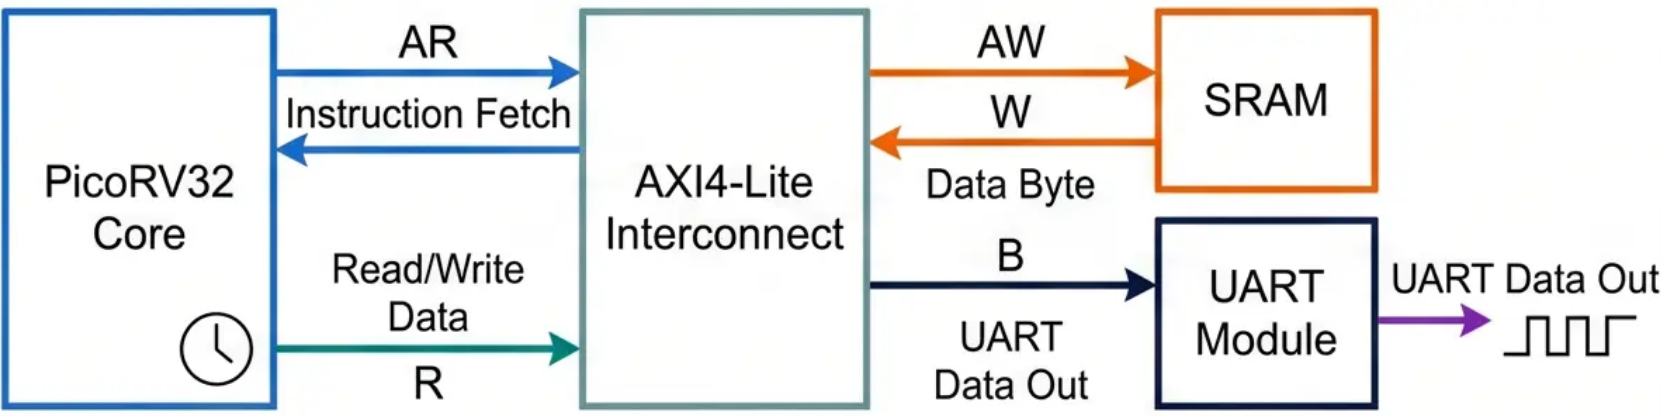 PicoRV32
Core
AR
Instruction Fetch
Read/Write
Data
R
AXI4-Lite
Interconnect
AW
W
Data Byte
B
UART
Data Out
SRAM
UART
Module
UART Data Out